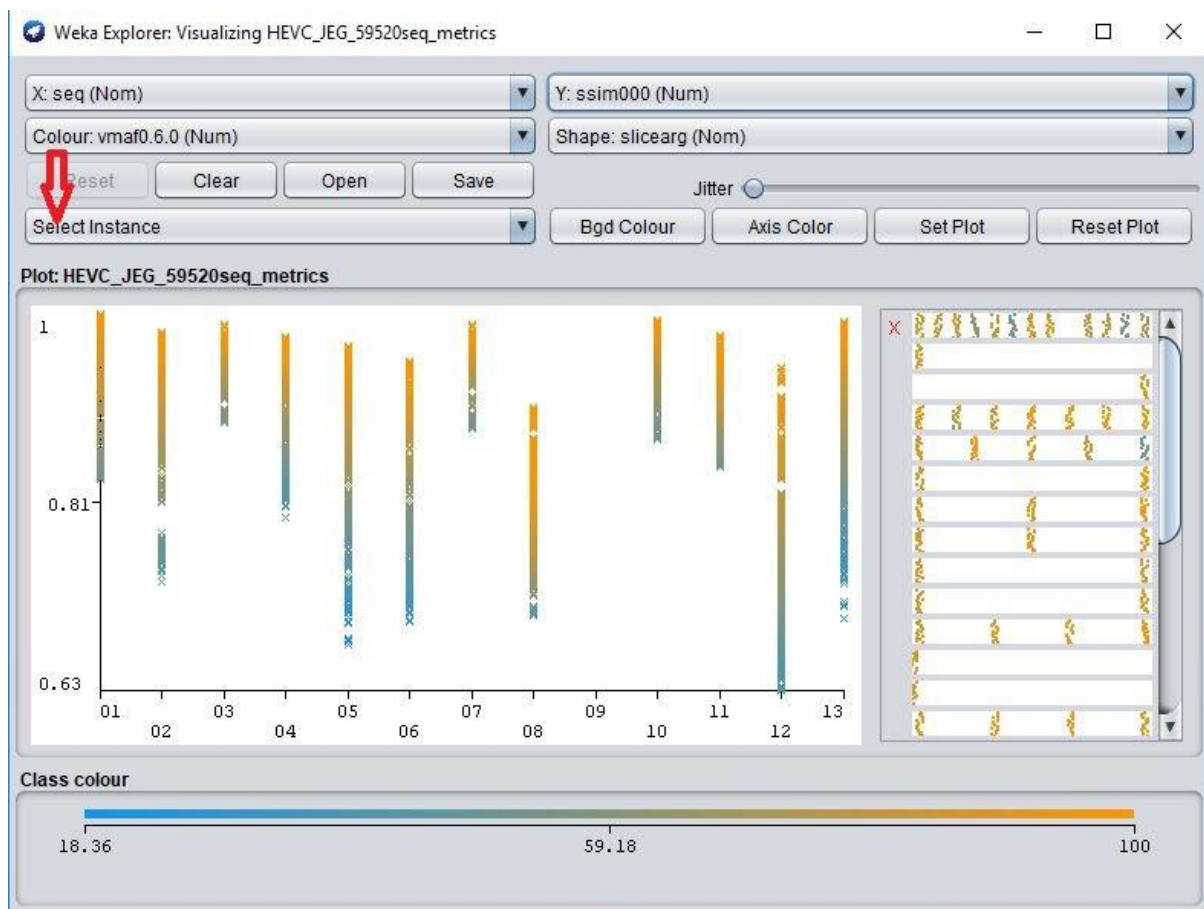 Weka Explorer: Visualizing HEVC_JEG_59520seq_metrics
X: seq (Nom)
Y: ssim000 (Num)
Colour: vmaf0.6.0 (Num)
Shape: slicearg (Nom)
Reset
Clear
Open
Save
Jitter
Select Instance
Bgd Colour
Axis Color
Set Plot
Reset Plot
Plot: HEVC_JEG_59520seq_metrics
1
0.81
0.63
01
02
03
04
05
06
07
08
09
10
11
12
13
X
Class colour
18.36
59.18
100